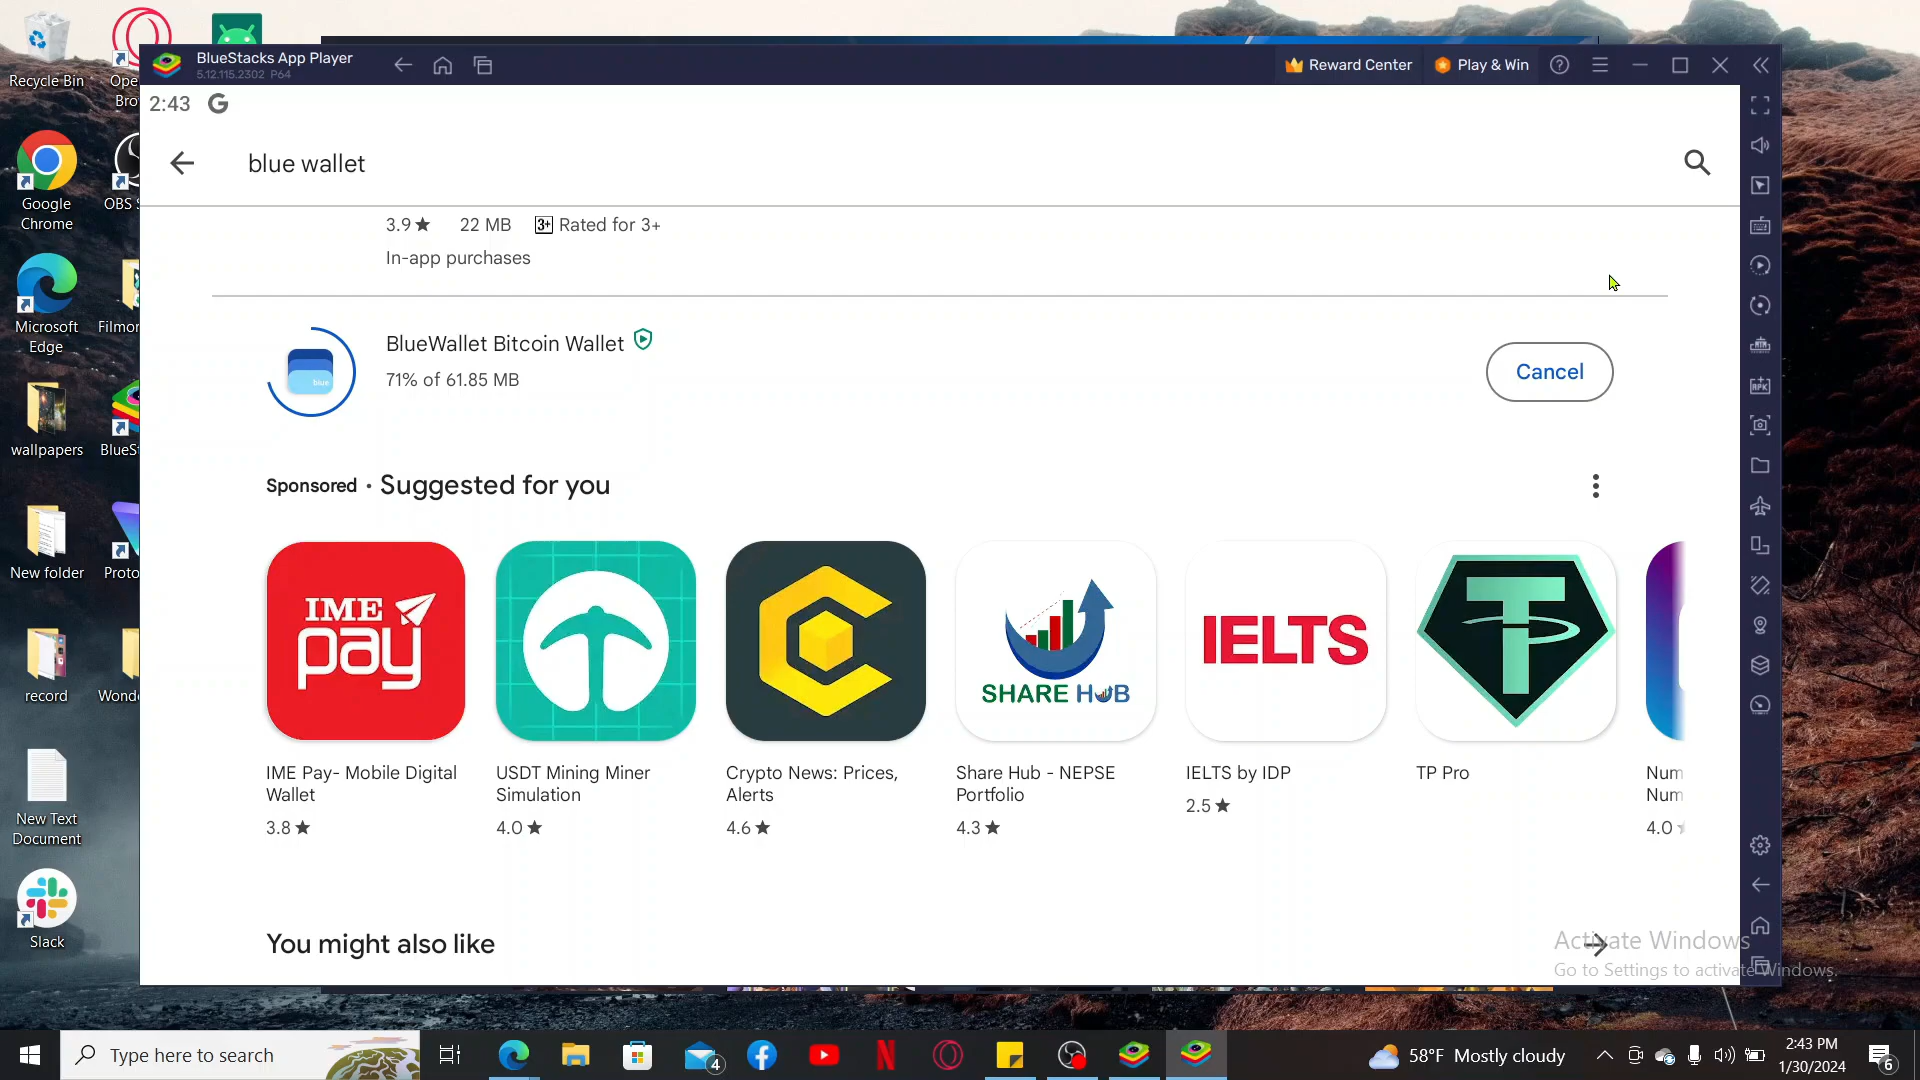 Recycle Bin
Ope
Bro
Google
Chrome
OBS S
Microsoft
Edge
Filmor
wallpapers
BlueSt
New folder
Proto
record
Wonde
New Text
Document
Slack
BlueStacks App Player
5.12.115.2302 P64
Reward Center
Play & Win
2:43
blue wallet
3.9★ 22 MB 3+ Rated for 3+
In-app purchases
BlueWallet Bitcoin Wallet
71% of 61.85 MB
Cancel
blue
Sponsored • Suggested for you
IME
pay
SHARE HUB
IELTS
IME Pay- Mobile Digital
Wallet
3.8★
USDT Mining Miner
Simulation
4.0★
Crypto News: Prices,
Alerts
4.6★
Share Hub - NEPSE
Portfolio
4.3★
IELTS by IDP
2.5★
TP Pro
Num
Num
4.0
You might also like
Activate Windows
Go to Settings to activate Windows.
Type here to search
4
58°F Mostly cloudy
2:43 PM
1/30/2024
6